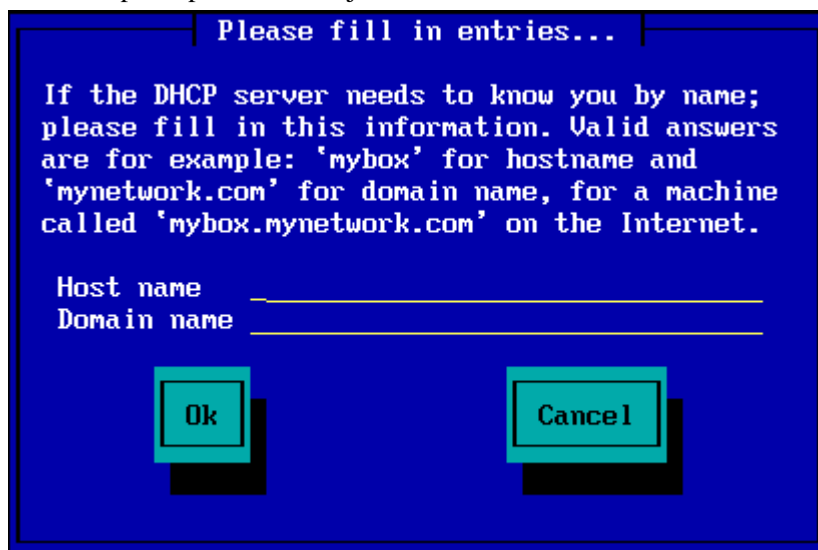 Please fill in entries...
If the DHCP server needs to know you by name;
please fill in this information. Valid answers
are for example: ‘mybox’ for hostname and
‘mynetwork.com’ for domain name, for a machine
called ‘mybox.mynetwork.com’ on the Internet.
Host name
Domain name
Ok Cancel